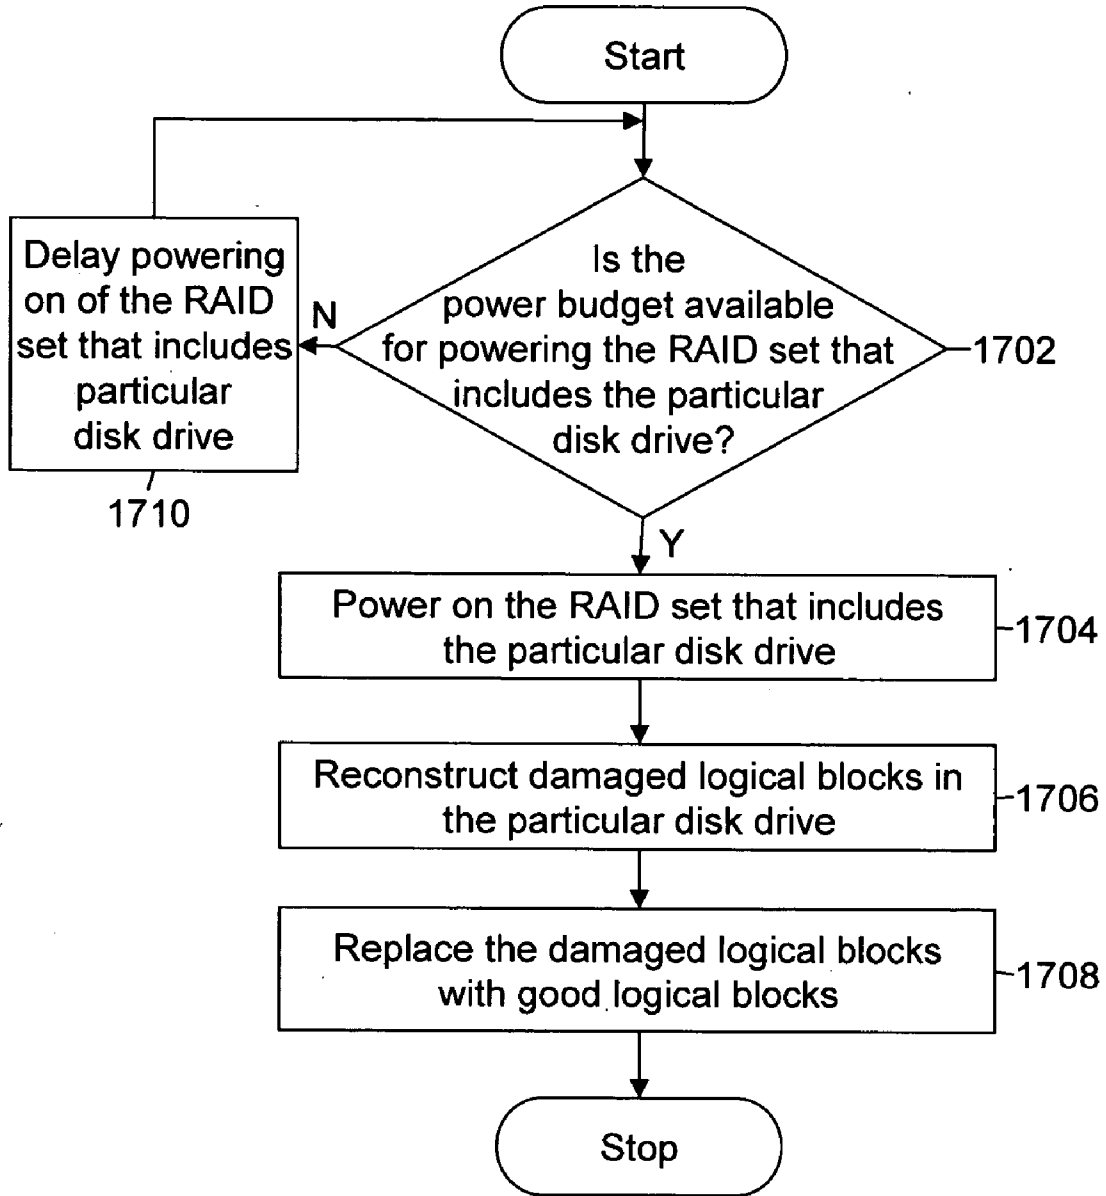 Start
Delay powering
on of the RAID
set that includes
particular
disk drive
1710
N
Is the
power budget available
for powering the RAID set that
includes the particular
disk drive?
1702
Y
Power on the RAID set that includes
the particular disk drive
1704
Reconstruct damaged logical blocks in
the particular disk drive
1706
Replace the damaged logical blocks
with good logical blocks
1708
Stop